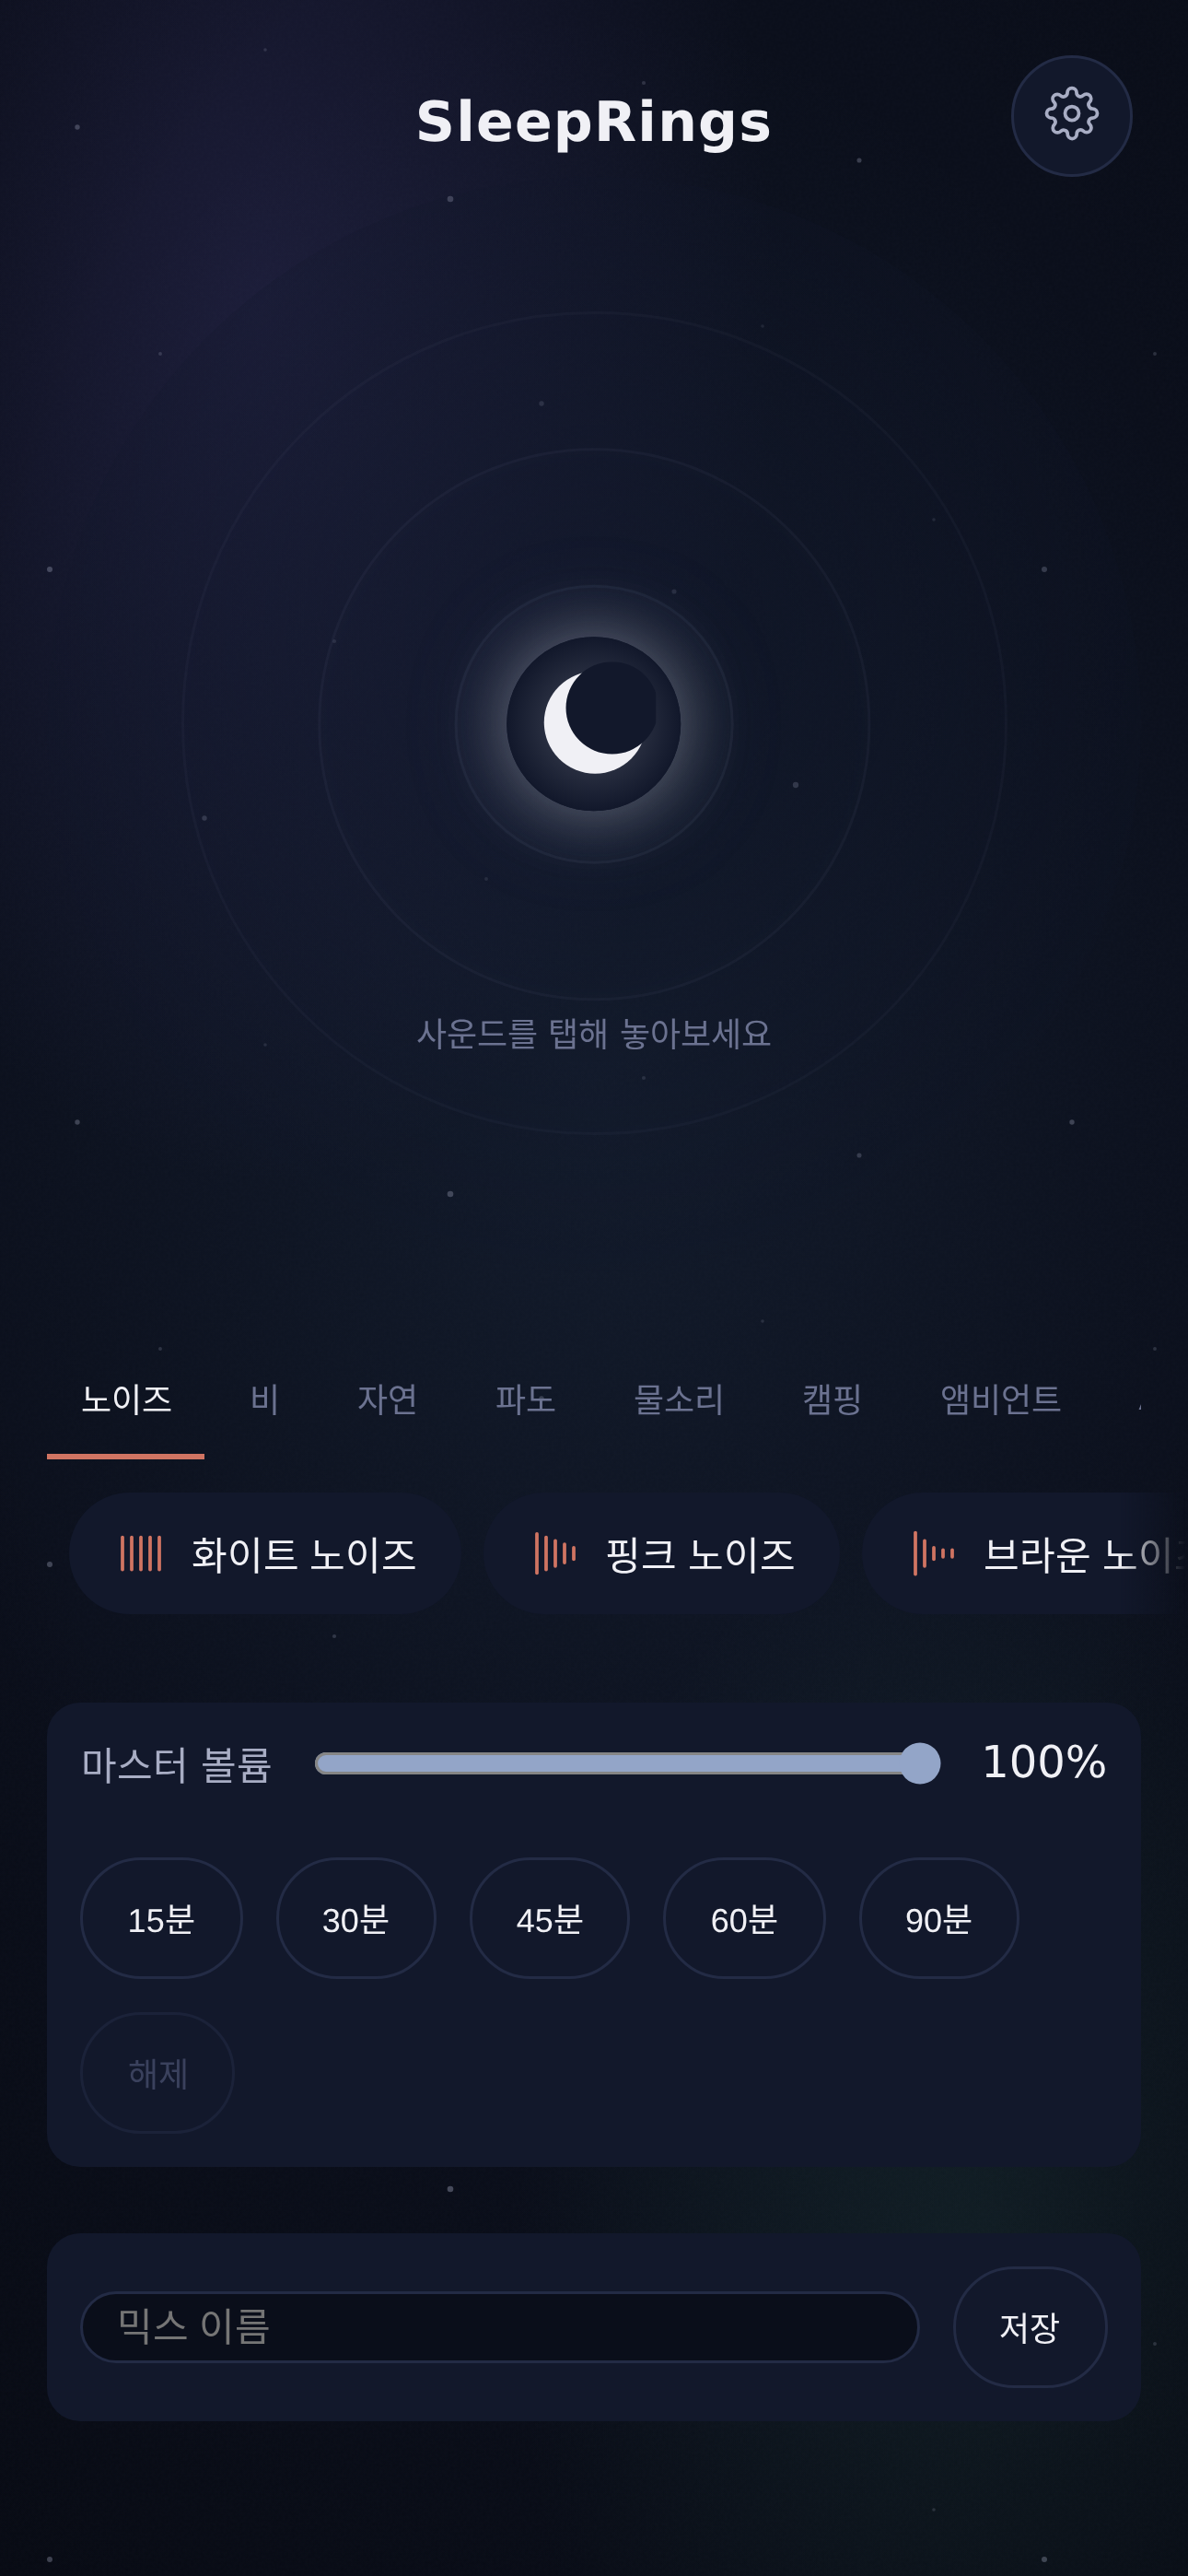 SleepRings
사운드를 탭해 놓아보세요
노이즈 비 자연 파도 물소리 캠핑 앰비언트
화이트 노이즈 핑크 노이즈 브라운 노이
마스터 볼륨 100%
15분 30분 45분 60분 90분
해제
믹스 이름 저장